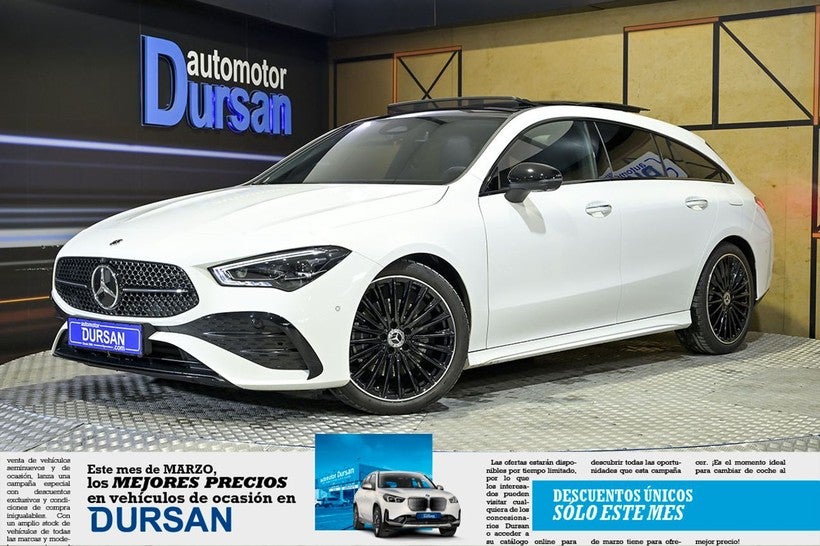 automotor
Dursan
automotor
DURSAN
.com
Este mes de MARZO,
los MEJORES PRECIOS
en vehículos de ocasión en
DURSAN
venta de vehículos
seminuevos y de
ocasión, lanza una
campaña especial
con descuentos
exclusivos y condi-
ciones de compra
inigualables. Con
un amplio stock de
vehículos de todas
las marcas y mode-
automotor Dursan
Las ofertas estarán dispo-
nibles por tiempo limitado,
por lo que
los interesa-
dos pueden
visitar cual-
quiera de los
concesiona-
rios Dursan
o acceder a
su catálogo online para
descubrir todas las oportu-
nidades que esta campaña
de marzo tiene para ofre-
cer. ¡Es el momento ideal
para cambiar de coche al
mejor precio!
DESCUENTOS ÚNICOS
SÓLO ESTE MES